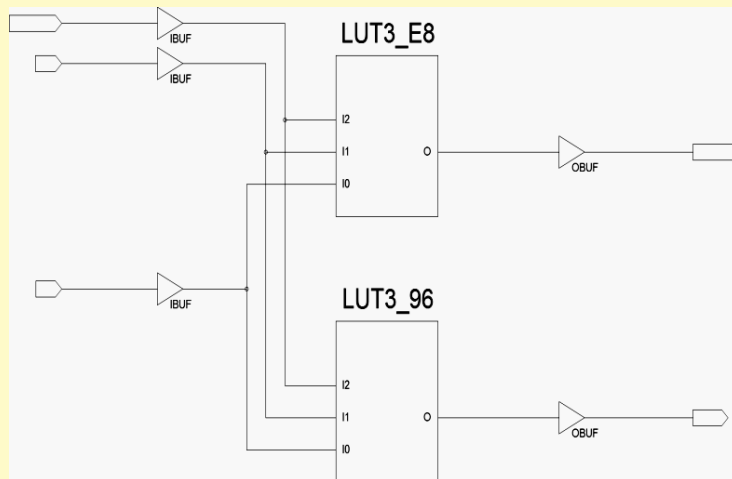 IBUF
LUT3_E8
IBUF
I2
I1
O
I0
OBUF
IBUF
LUT3_96
I2
I1
O
I0
OBUF